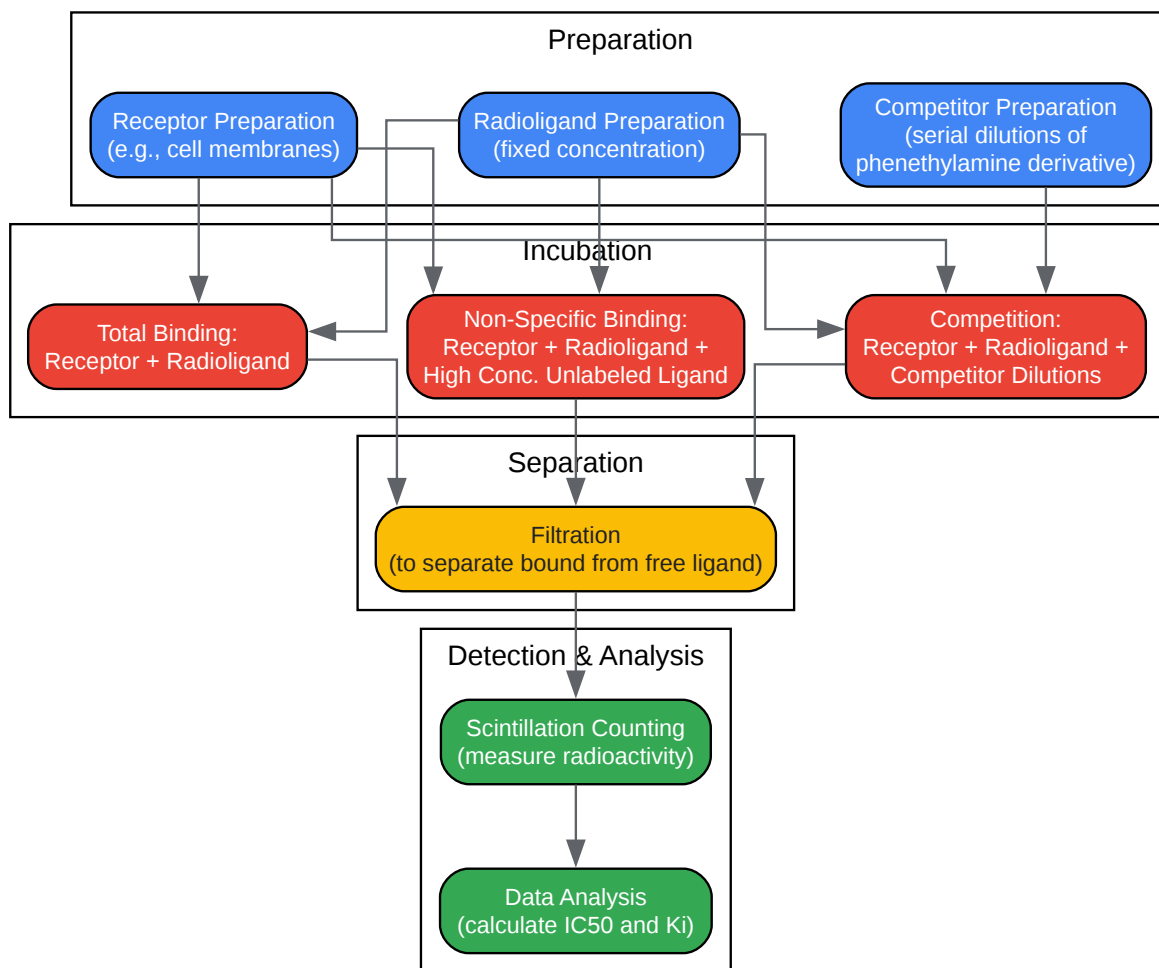 Preparation
Receptor Preparation
(e.g., cell membranes)
Radioligand Preparation
(fixed concentration)
Competitor Preparation
(serial dilutions of
phenethylamine derivative)
Incubation
Total Binding:
Receptor + Radioligand
Non-Specific Binding:
Receptor + Radioligand +
High Conc. Unlabeled Ligand
Competition:
Receptor + Radioligand +
Competitor Dilutions
Separation
Filtration
(to separate bound from free ligand)
Detection & Analysis
Scintillation Counting
(measure radioactivity)
Data Analysis
(calculate IC50 and Ki)